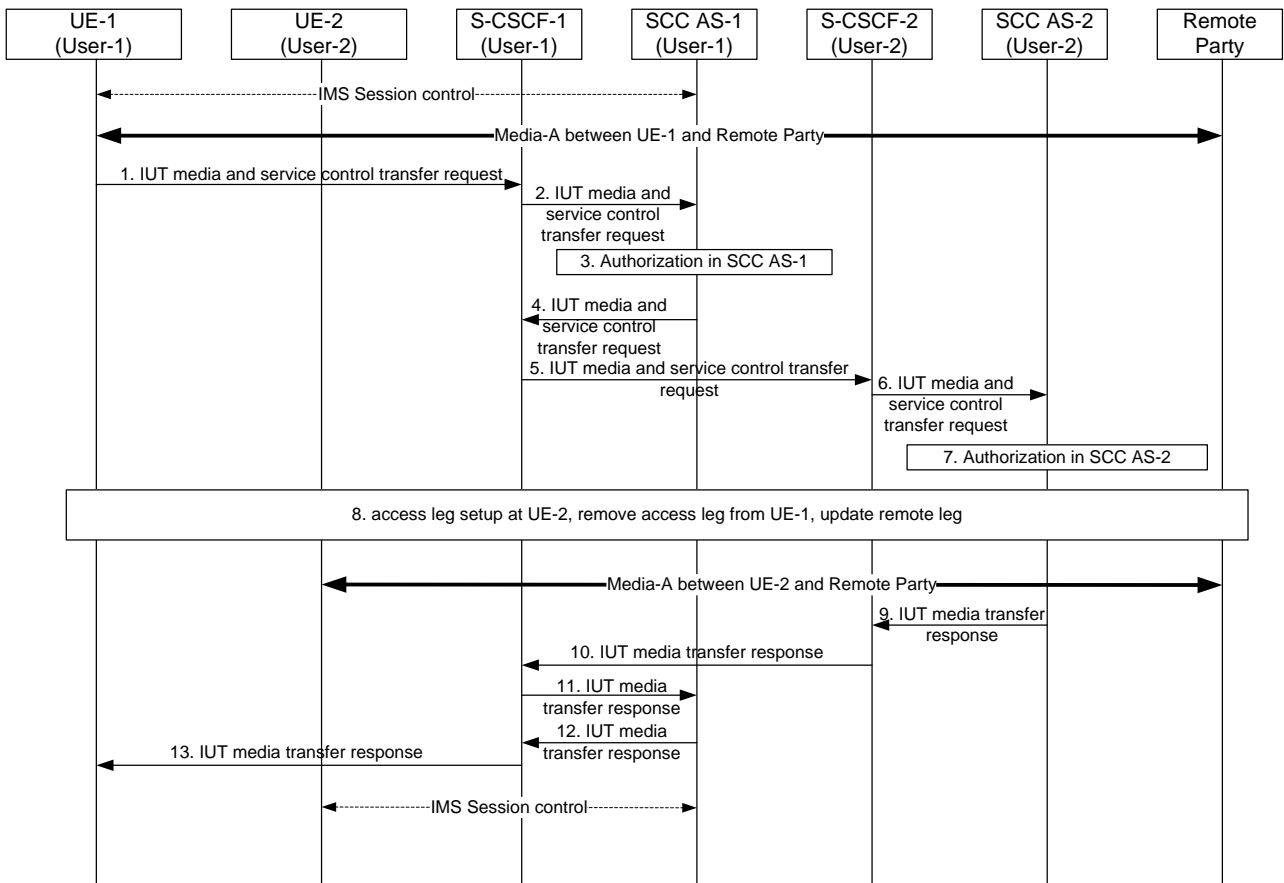 UE-1
(User-1)
UE-2
(User-2)
S-CSCF-1
(User-1)
SCC AS-1
(User-1)
S-CSCF-2
(User-2)
SCC AS-2
(User-2)
Remote
Party
IMS Session control
Media-A between UE-1 and Remote Party
1. IUT media and service control transfer request
2. IUT media and
service control
transfer request
3. Authorization in SCC AS-1
4. IUT media and
service control
transfer request
5. IUT media and service control transfer
request
6. IUT media and
service control
transfer request
7. Authorization in SCC AS-2
8. access leg setup at UE-2, remove access leg from UE-1, update remote leg
Media-A between UE-2 and Remote Party
9. IUT media transfer
response
10. IUT media transfer response
11. IUT media
transfer response
12. IUT media
transfer response
13. IUT media transfer response
IMS Session control